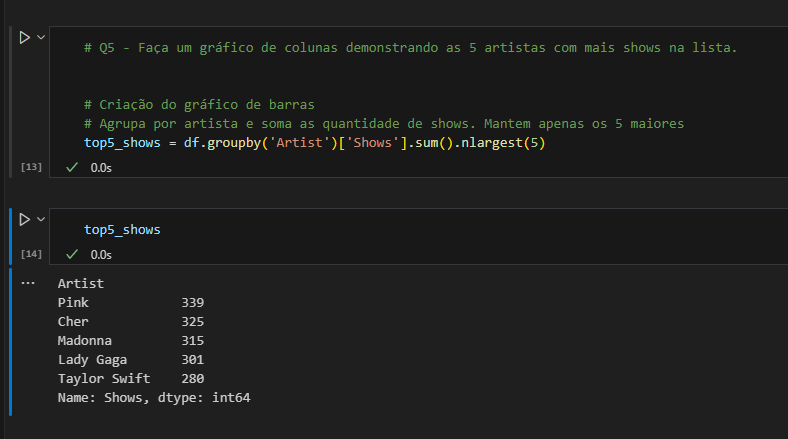 # Q5 - Faça um gráfico de colunas demonstrando as 5 artistas com mais shows na lista.
# Criação do gráfico de barras
# Agrupa por artista e soma as quantidade de shows. Mantem apenas os 5 maiores
top5_shows = df.groupby('Artist')['Shows'].sum().nlargest(5)
[13] 0.0s
top5_shows
[14] 0.0s
Artist
Pink 339
Cher 325
Madonna 315
Lady Gaga 301
Taylor Swift 280
Name: Shows, dtype: int64